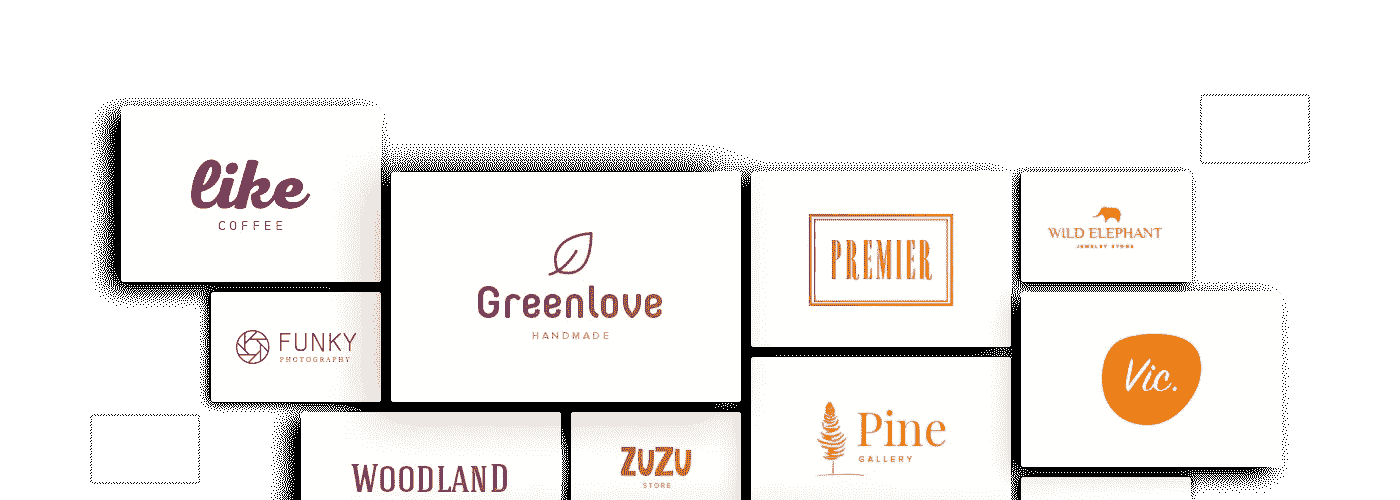 like
COFFEE
Greenlove
HANDMADE
PREMIER
WILD ELEPHANT
JEWELRY STORE
FUNKY
PHOTOGRAPHY
Vic.
Pine
GALLERY
WOODLAND
ZUZU
STORE